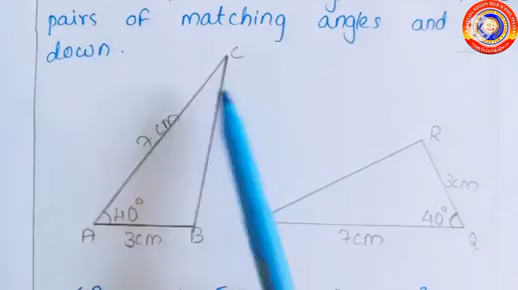 pairs of matching angles and
down.
C
7 cm
R
3cm
40°
40°
A
3cm
B
7cm
Q